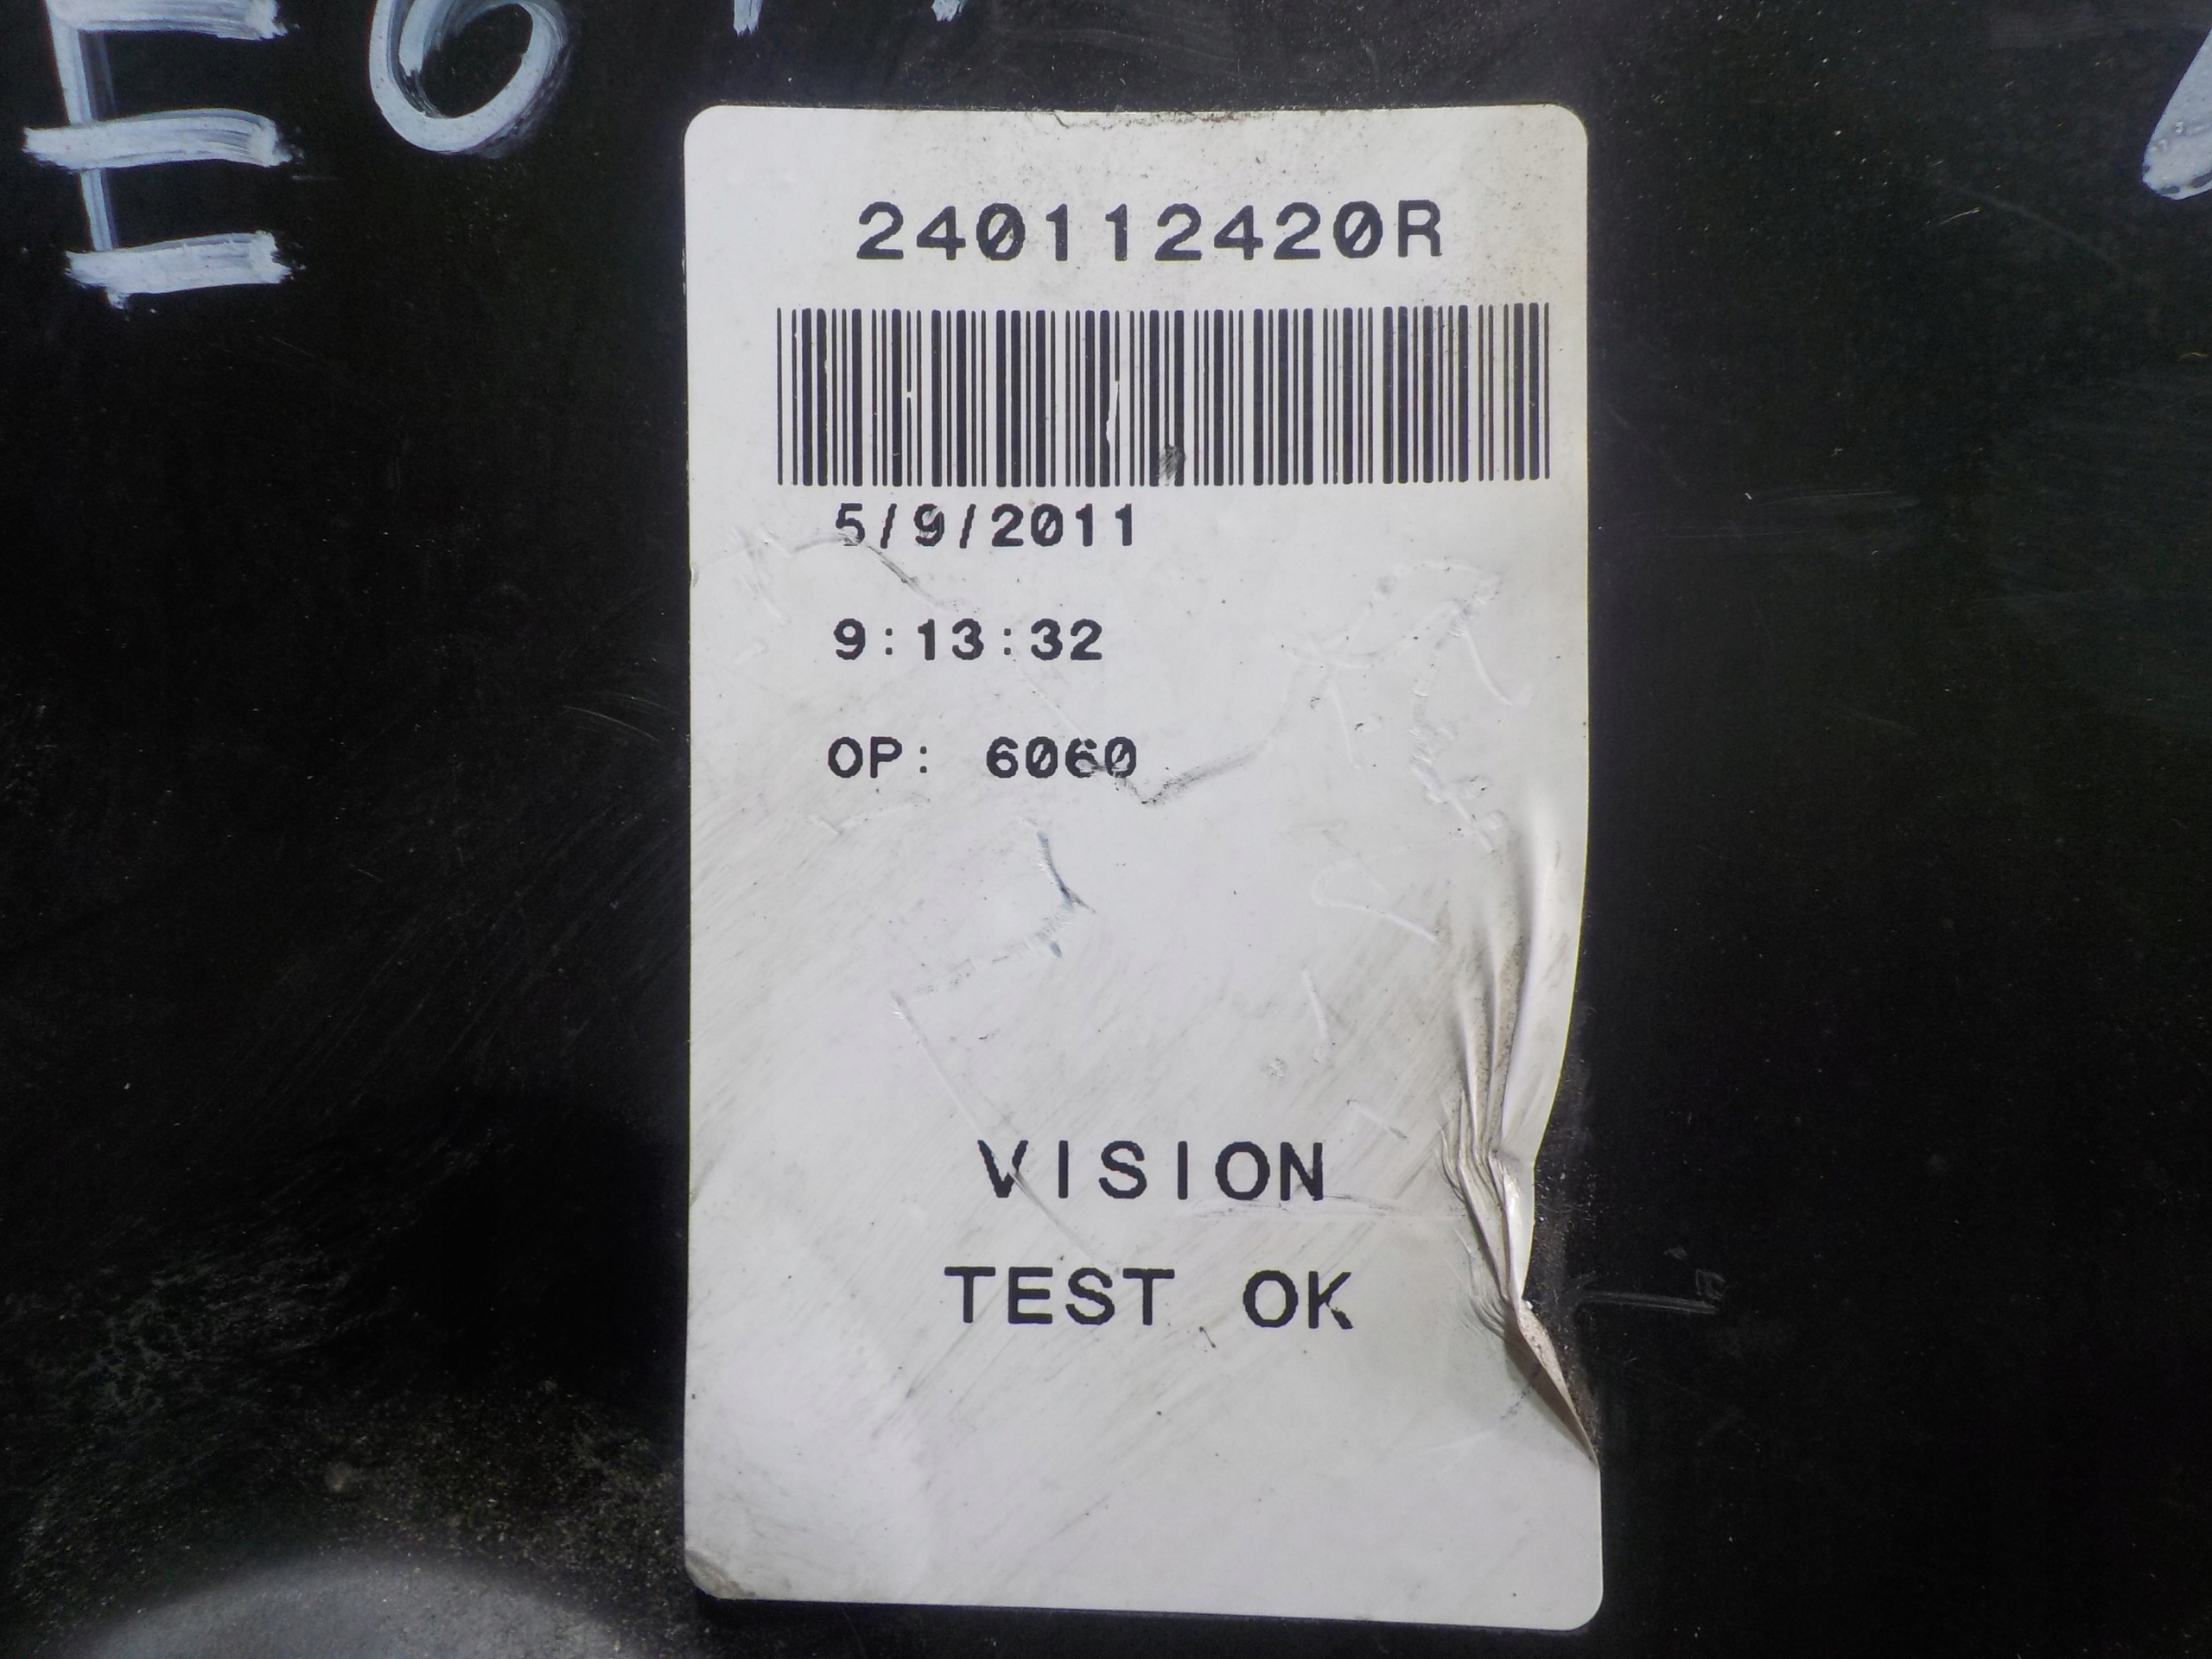 240112420R
5/9/2011
9:13:32
OP: 6060
VISION
TEST OK